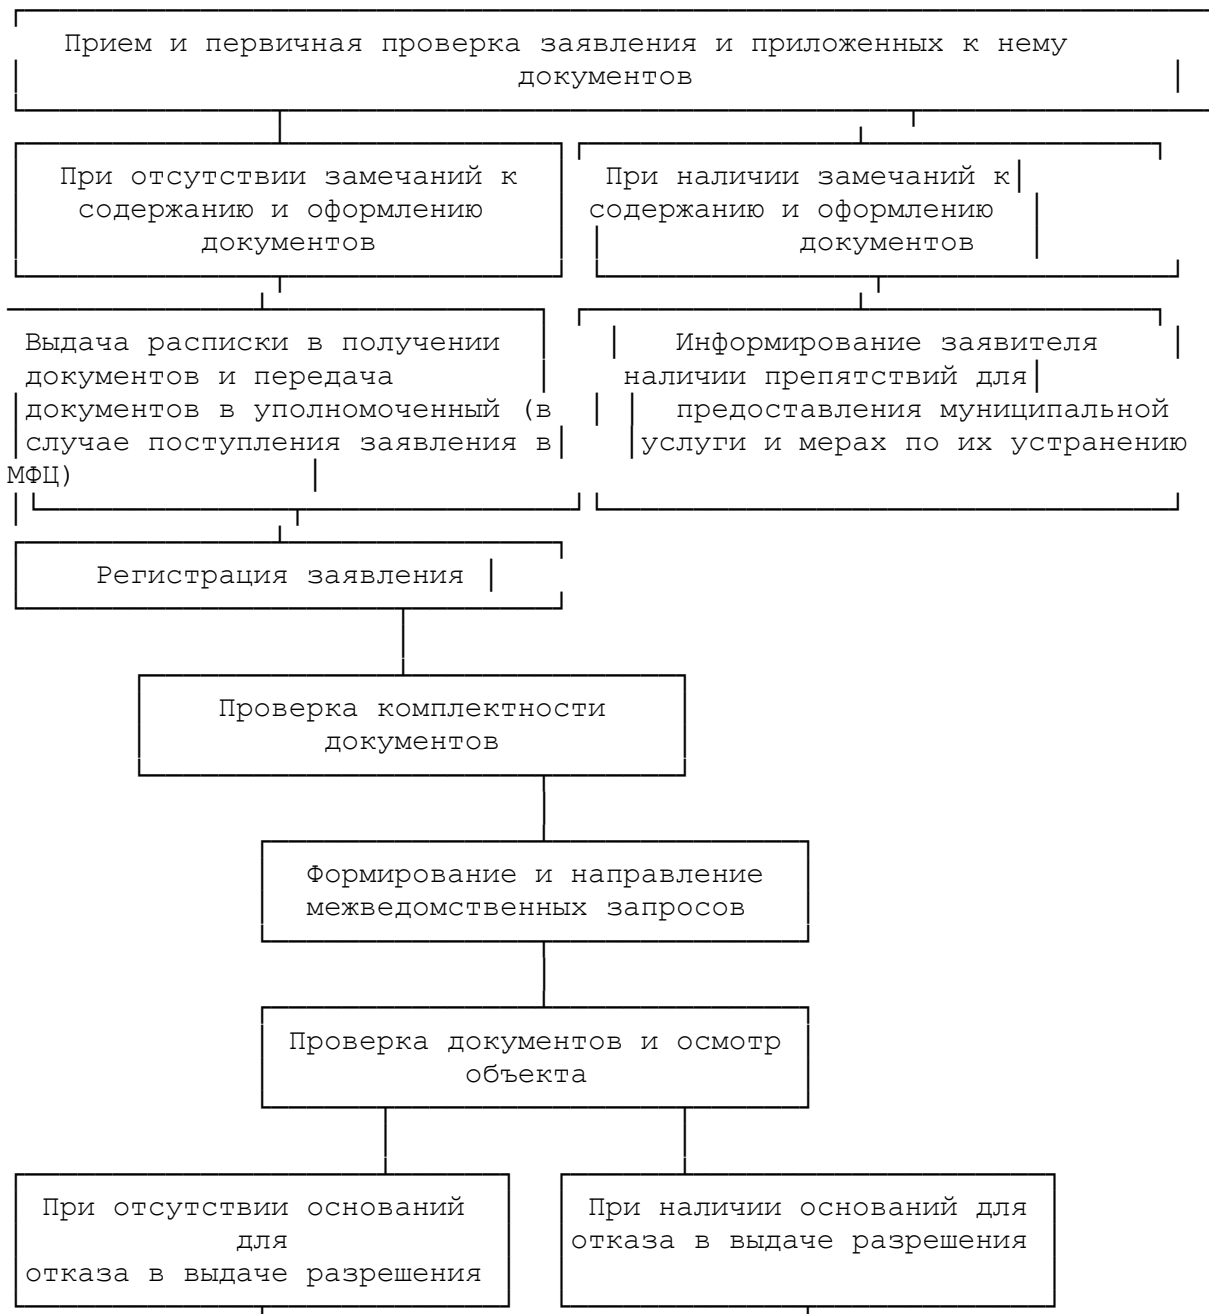 Прием и первичная проверка заявления и приложенных к нему
документов
При отсутствии замечаний к
содержанию и оформлению
документов
При наличии замечаний к
содержанию и оформлению
документов
Выдача расписки в получении
документов и передача
документов в уполномоченный (в
случае поступления заявления в
МФЦ)
Информирование заявителя
наличии препятствий для
предоставления муниципальной
услуги и мерах по их устранению
Регистрация заявления
Проверка комплектности
документов
Формирование и направление
межведомственных запросов
Проверка документов и осмотр
объекта
При отсутствии оснований
для
отказа в выдаче разрешения
При наличии оснований для
отказа в выдаче разрешения